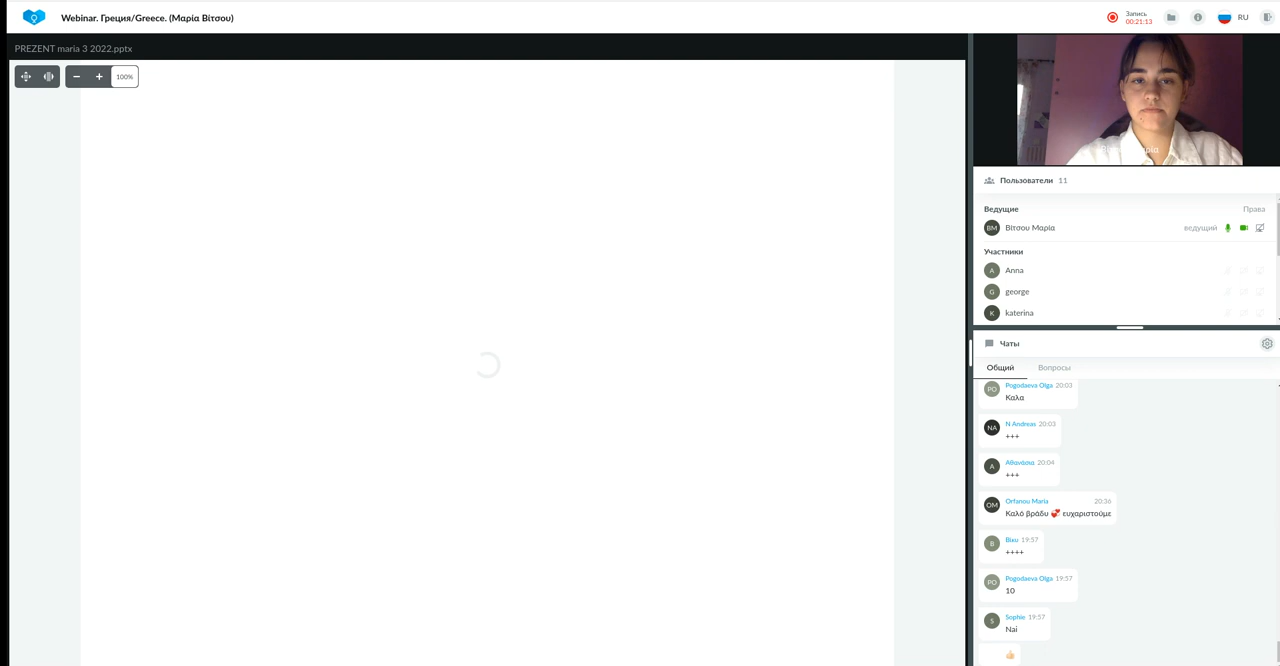 Webinar. Греция/Greece. (Μαρία Βίτσου)
Запись
00:21:13
RU
PREZENT maria 3 2022.pptx
100%
Пользователи 11
Ведущие Права
ВМ Βίτσου Μαρία ведущий
Участники
A Anna
G george
K katerina
Чаты
Общий Вопросы
PO Pogodaeva Olga 20:03
Καλα
NA N Andreas 20:03
+++
A Αθανάσια 20:04
+++
OM Orfanou Maria 20:36
Καλό βράδυ 💞 ευχαριστούμε
B Βίκυ 19:57
++++
PO Pogodaeva Olga 19:57
10
S Sophie 19:57
Nai
👍🏻